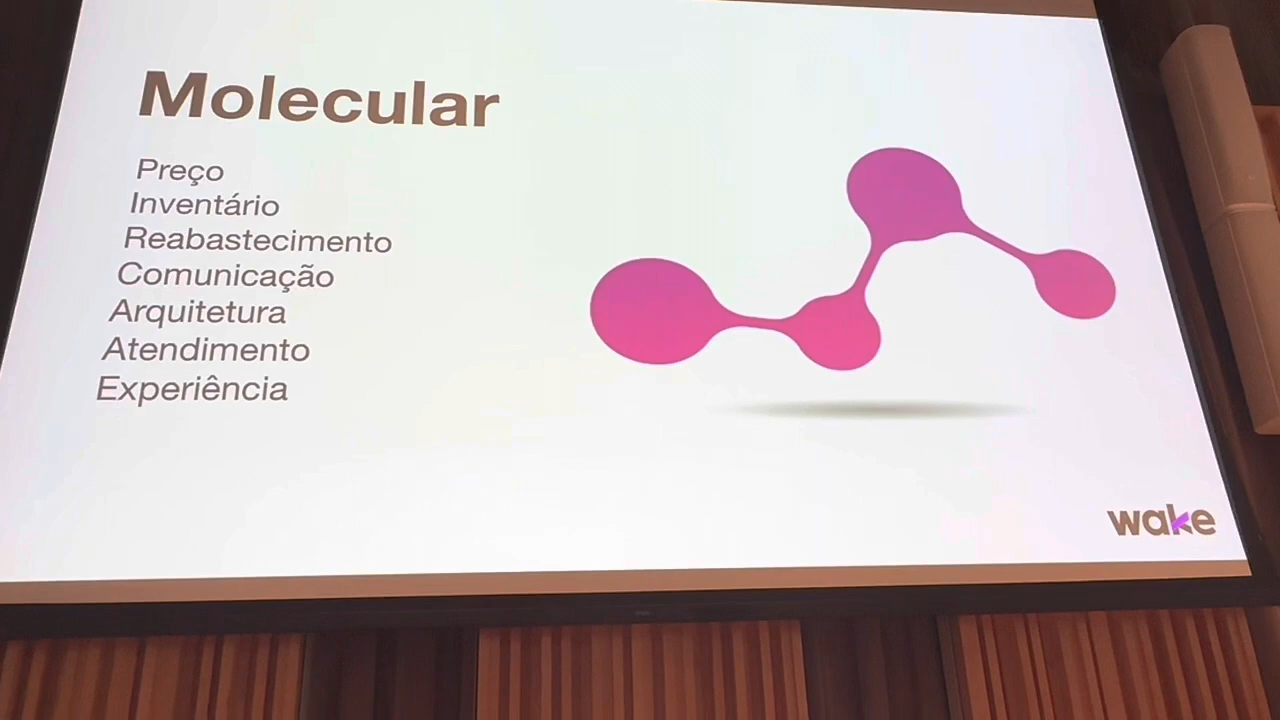 Molecular
Preço
Inventário
Reabastecimento
Comunicação
Arquitetura
Atendimento
Experiência
wake